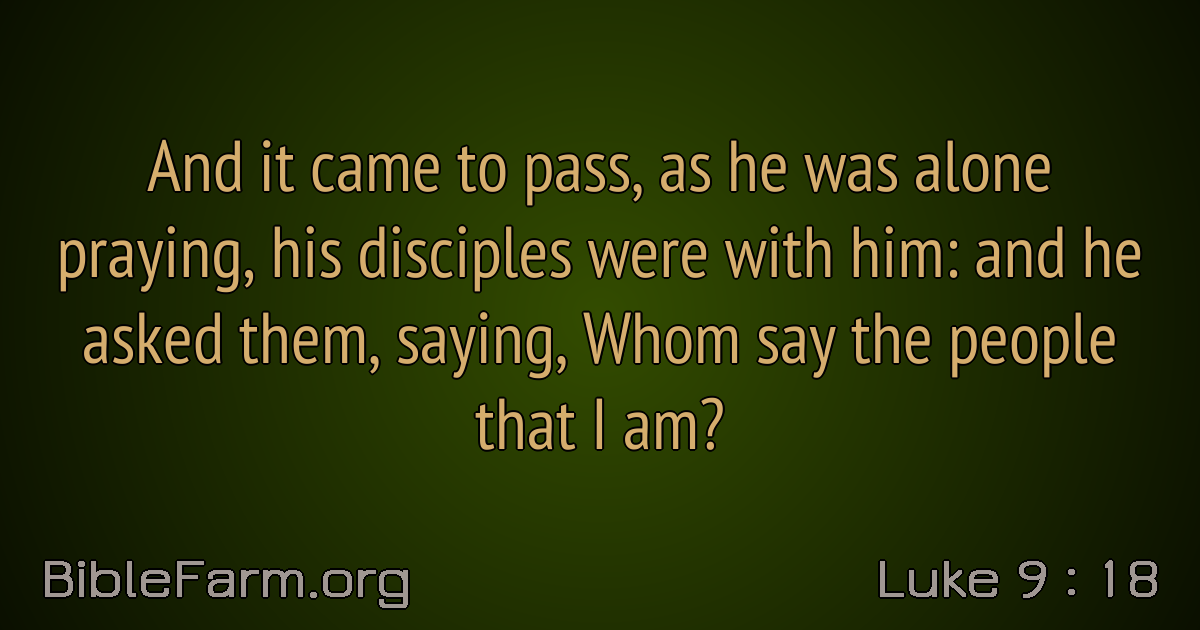 And it came to pass, as he was alone
praying, his disciples were with him: and he
asked them, saying, Whom say the people
that I am?
BibleFarm.org
Luke 9 : 18